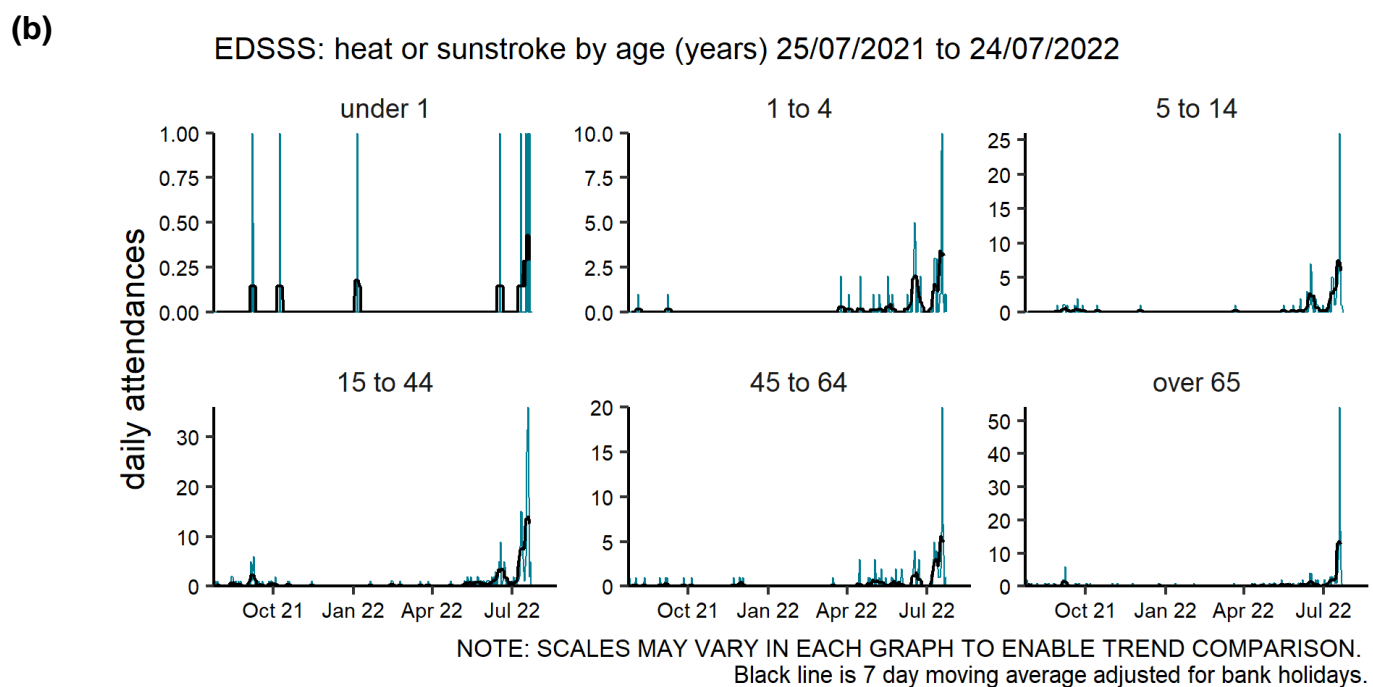 (b)
EDSSS: heat or sunstroke by age (years) 25/07/2021 to 24/07/2022
under 1
1 to 4
5 to 14
1.00
0.75
0.50
0.25
0.00
10.0
7.5
5.0
2.5
0.0
25
20
15
10
5
0
daily attendances
15 to 44
45 to 64
over 65
30
20
10
0
20
15
10
5
0
50
40
30
20
10
0
Oct 21 Jan 22 Apr 22 Jul 22
Oct 21 Jan 22 Apr 22 Jul 22
Oct 21 Jan 22 Apr 22 Jul 22
NOTE: SCALES MAY VARY IN EACH GRAPH TO ENABLE TREND COMPARISON.
Black line is 7 day moving average adjusted for bank holidays.